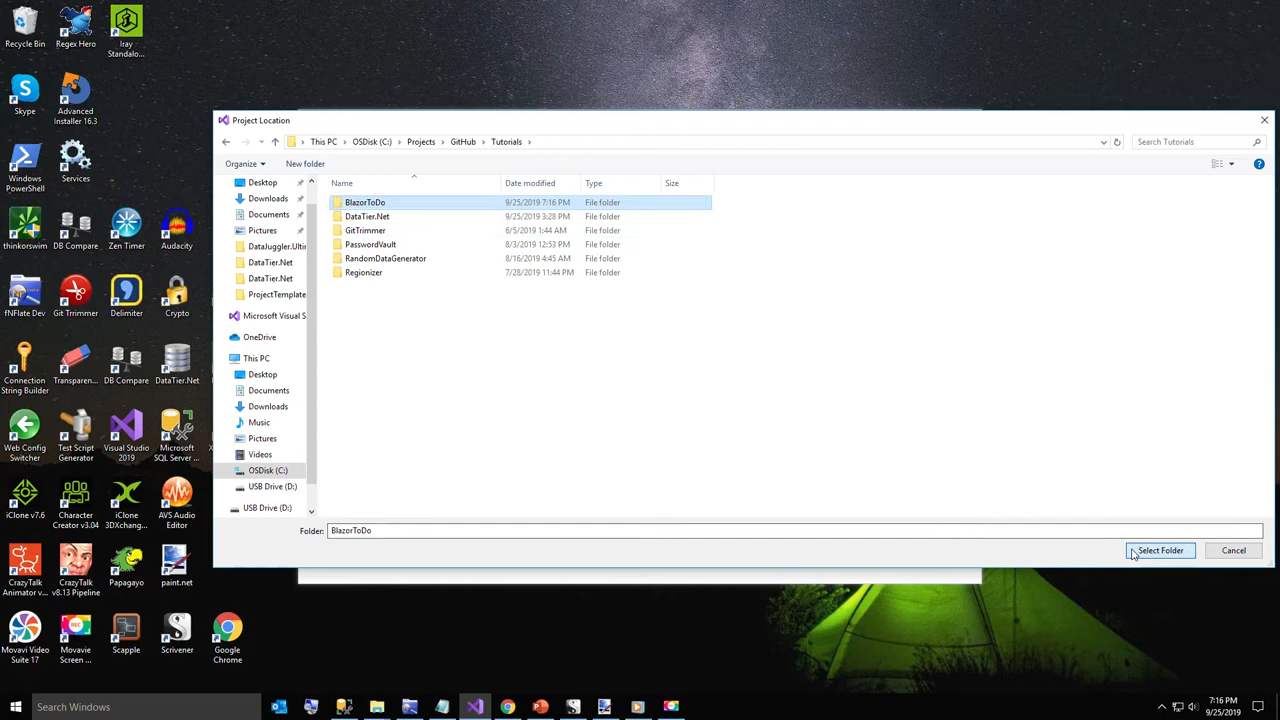 Recycle Bin
Regex Hero
Iray
Standalo...
Skype
Advanced
Installer 16.3
Windows
PowerShell
Services
thinkorswim
DB Compare
Zen Timer
Audacity
fNFlate Dev
Git Trimmer
Delimiter
Crypto
Connection
String Builder
Transparen...
DB Compare
DataTier.Net
Web Config
Switcher
Test Script
Generator
Visual Studio
2019
Microsoft
SQL Server ...
iClone v7.6
Character
Creator v3.04
iClone
3DXchang...
AVS Audio
Editor
CrazyTalk
Animator v...
CrazyTalk
v8.13 Pipeline
Papagayo
paint.net
Movavi Video
Suite 17
REC
Movavie
Screen ...
Scapple
Scrivener
Google
Chrome
Project Location
This PC > OSDisk (C:) > Projects > GitHub > Tutorials >
Search Tutorials
Organize
New folder
Desktop
Downloads
Documents
Pictures
DataJuggler.Ulti
DataTier.Net
DataTier.Net
ProjectTemplate
Microsoft Visual S
OneDrive
This PC
Desktop
Documents
Downloads
Music
Pictures
Videos
OSDisk (C:)
USB Drive (D:)
USB Drive (D:)
Name Date modified Type Size
BlazorToDo 9/25/2019 7:16 PM File folder
DataTier.Net 9/25/2019 3:28 PM File folder
GitTrimmer 6/5/2019 1:44 AM File folder
PasswordVault 8/3/2019 12:53 PM File folder
RandomDataGenerator 8/16/2019 4:45 AM File folder
Regionizer 7/28/2019 11:44 PM File folder
Folder: BlazorToDo
Select Folder
Cancel
Search Windows
7:16 PM
9/25/2019